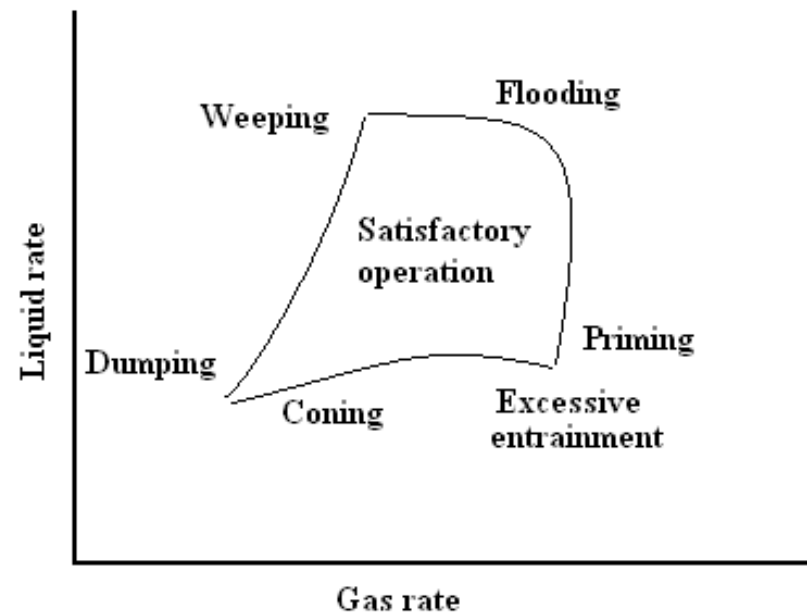 Flooding
Weeping
Satisfactory
operation
Liquid rate
Priming
Dumping
Excessive
entrainment
Coning
Gas rate